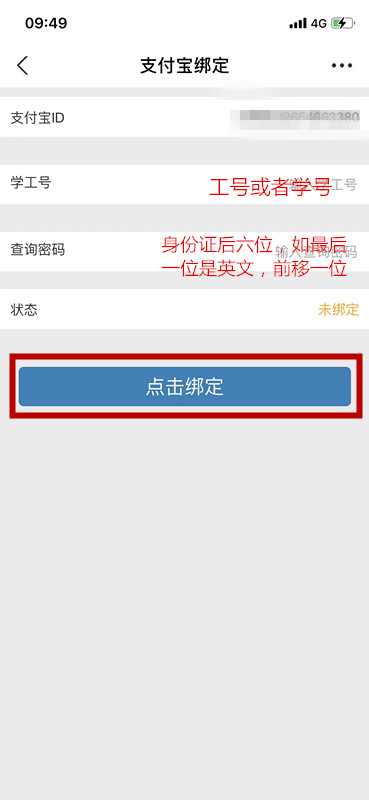 09:49
4G
支付宝绑定
支付宝ID
学工号
工号或者学号
查询密码
身份证后六位，如最后
一位是英文，前移一位
状态
未绑定
点击绑定